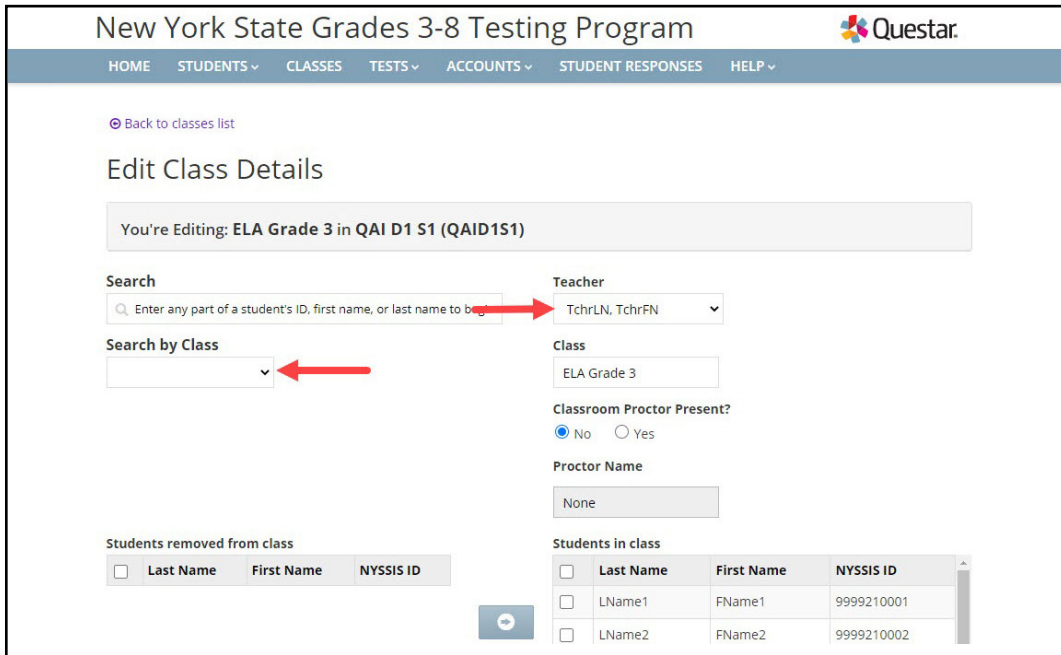 New York State Grades 3-8 Testing Program
Questar.
HOME STUDENTS CLASSES TESTS ACCOUNTS STUDENT RESPONSES HELP
Back to classes list
Edit Class Details
You're Editing: ELA Grade 3 in QAI D1 S1 (QAID1S1)
Search
Enter any part of a student's ID, first name, or last name to
Search by Class
Teacher
TchrLN, TchrFN
Class
ELA Grade 3
Classroom Proctor Present?
No Yes
Proctor Name
None
Students removed from class
Last Name First Name NYSSIS ID
Students in class
Last Name First Name NYSSIS ID
LName1 FName1 9999210001
LName2 FName2 9999210002